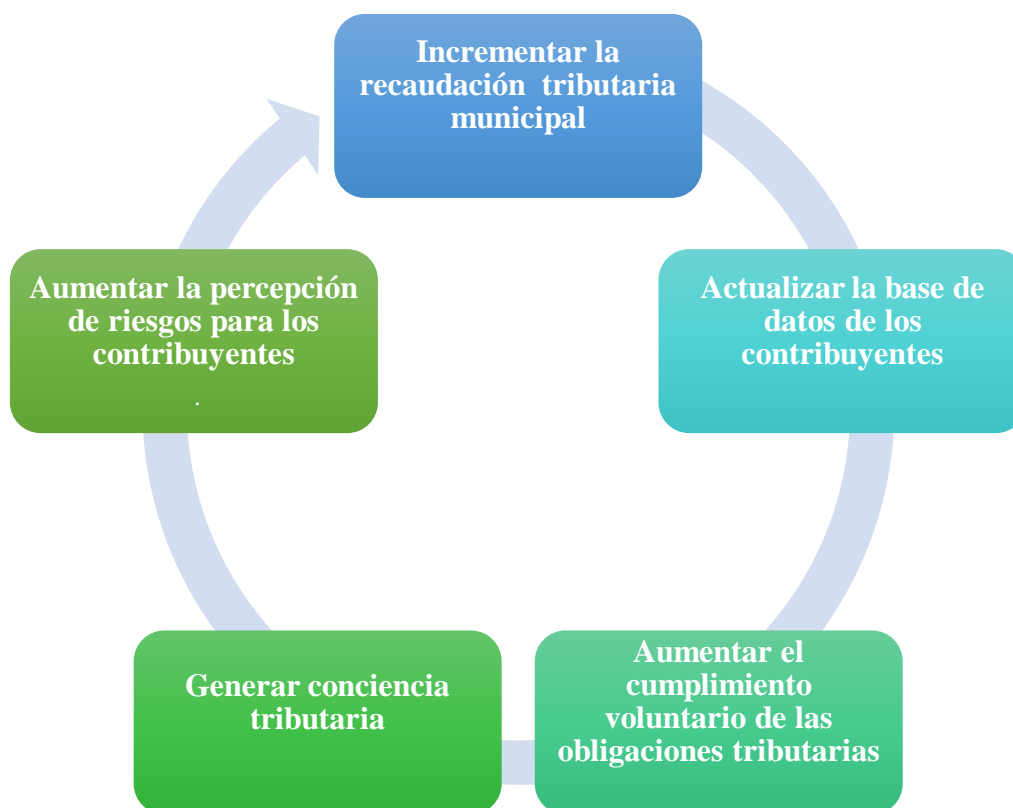 Incrementar la
recaudación tributaria
municipal
Actualizar la base de
datos de los
contribuyentes
Aumentar el
cumplimiento
voluntario de las
obligaciones tributarias
Generar conciencia
tributaria
Aumentar la percepción
de riesgos para los
contribuyentes
.